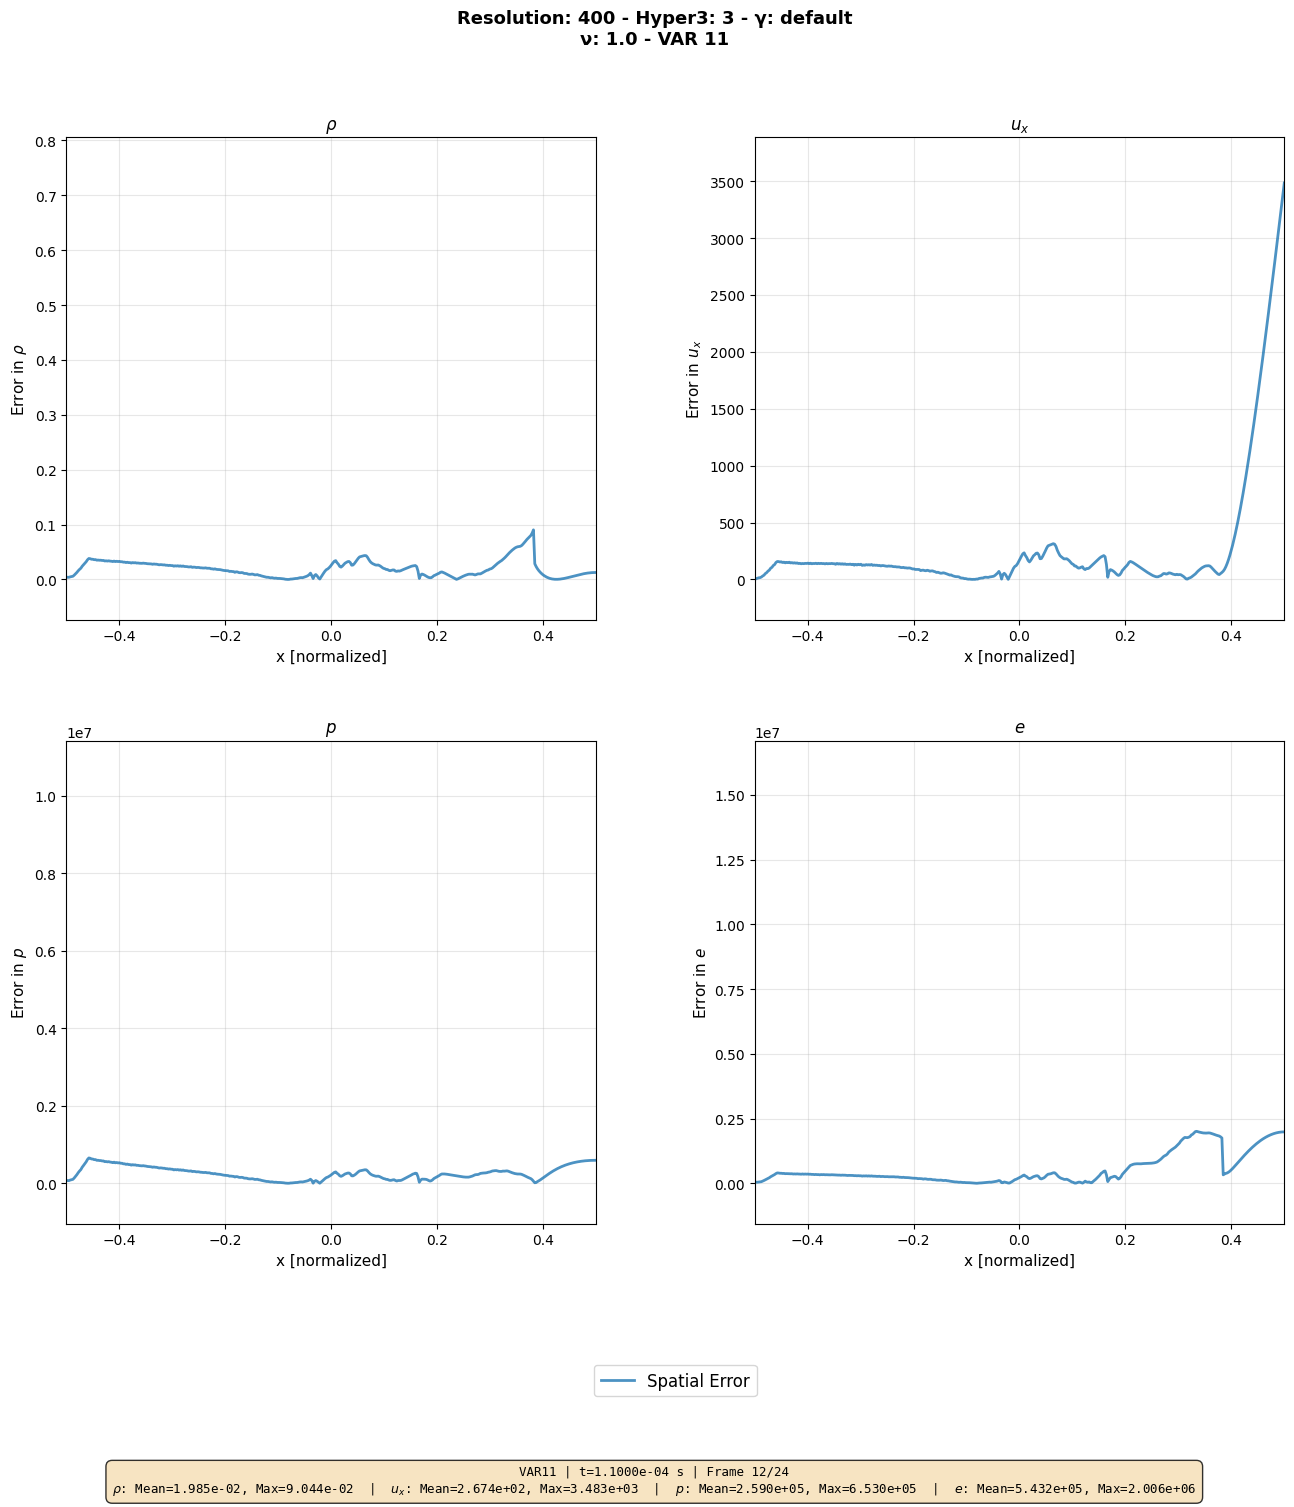 Resolution: 400 - Hyper3: 3 - γ: default
ν: 1.0 - VAR 11
ρ
Error in ρ
0.8
0.7
0.6
0.5
0.4
0.3
0.2
0.1
0.0
−0.4 −0.2 0.0 0.2 0.4
x [normalized]
u_x
Error in u_x
3500
3000
2500
2000
1500
1000
500
0
−0.4 −0.2 0.0 0.2 0.4
x [normalized]
p
1e7
Error in p
1.0
0.8
0.6
0.4
0.2
0.0
−0.4 −0.2 0.0 0.2 0.4
x [normalized]
e
1e7
Error in e
1.50
1.25
1.00
0.75
0.50
0.25
0.00
−0.4 −0.2 0.0 0.2 0.4
x [normalized]
Spatial Error
VAR11 | t=1.1000e-04 s | Frame 12/24
ρ: Mean=1.985e-02, Max=9.044e-02 | u_x: Mean=2.674e+02, Max=3.483e+03 | p: Mean=2.590e+05, Max=6.530e+05 | e: Mean=5.432e+05, Max=2.006e+06